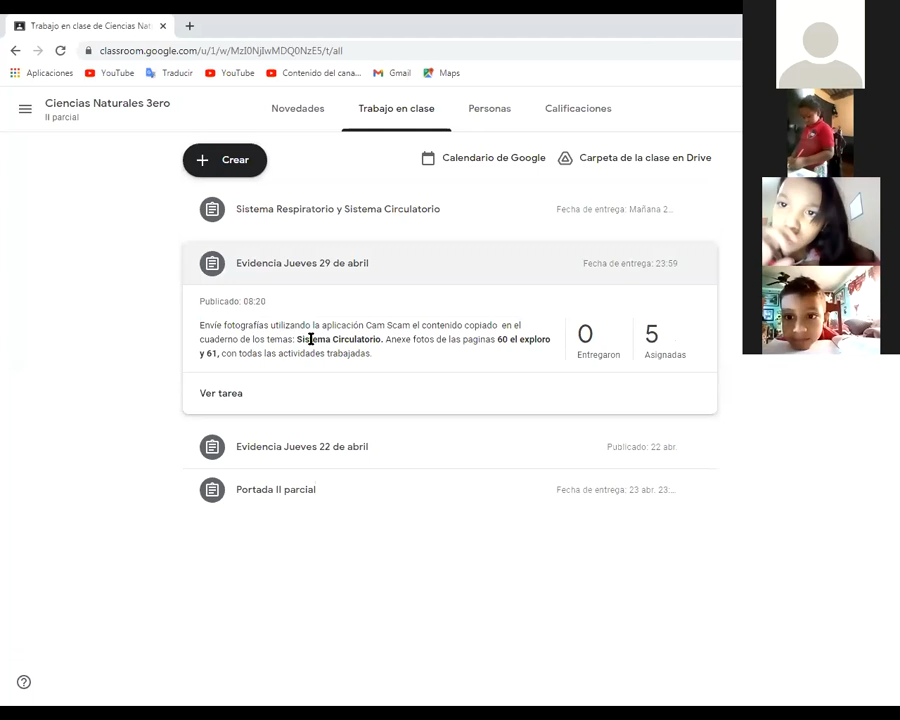 Trabajo en clase de Ciencias Nat
classroom.google.com/u/1/w/MzI0NjIwMDQ0NzE5/t/all
Aplicaciones YouTube Traducir YouTube Contenido del cana... Gmail Maps
Ciencias Naturales 3ero
II parcial
Novedades Trabajo en clase Personas Calificaciones
Crear
Calendario de Google Carpeta de la clase en Drive
Sistema Respiratorio y Sistema Circulatorio Fecha de entrega: Mañana 2...
Evidencia Jueves 29 de abril Fecha de entrega: 23:59
Publicado: 08:20
Envíe fotografías utilizando la aplicación Cam Scam el contenido copiado en el
cuaderno de los temas: Sistema Circulatorio. Anexe fotos de las paginas 60 el exploro
y 61, con todas las actividades trabajadas.
0 5
Entregaron Asignadas
Ver tarea
Evidencia Jueves 22 de abril Publicado: 22 abr.
Portada II parcial Fecha de entrega: 23 abr. 23:...